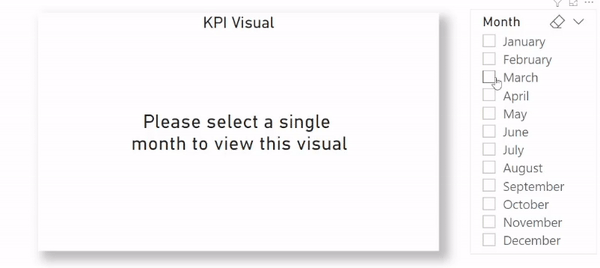 KPI Visual
Please select a single
month to view this visual
Month
January
February
March
April
May
June
July
August
September
October
November
December